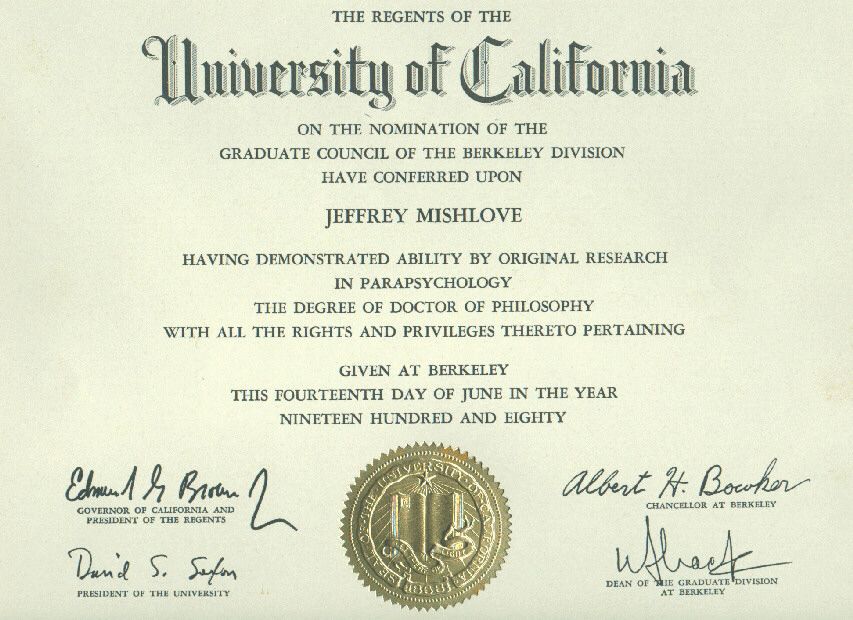 THE REGENTS OF THE
University of California
ON THE NOMINATION OF THE
GRADUATE COUNCIL OF THE BERKELEY DIVISION
HAVE CONFERRED UPON
JEFFREY MISHLOVE
HAVING DEMONSTRATED ABILITY BY ORIGINAL RESEARCH
IN PARAPSYCHOLOGY
THE DEGREE OF DOCTOR OF PHILOSOPHY
WITH ALL THE RIGHTS AND PRIVILEGES THERETO PERTAINING
GIVEN AT BERKELEY
THIS FOURTEENTH DAY OF JUNE IN THE YEAR
NINETEEN HUNDRED AND EIGHTY
Edmund G Brown Jr
GOVERNOR OF CALIFORNIA AND
PRESIDENT OF THE REGENTS
David S. Saxon
PRESIDENT OF THE UNIVERSITY
SEAL OF THE UNIVERSITY OF CALIFORNIA
1868
Albert H. Bowker
CHANCELLOR AT BERKELEY
DEAN OF THE GRADUATE DIVISION
AT BERKELEY